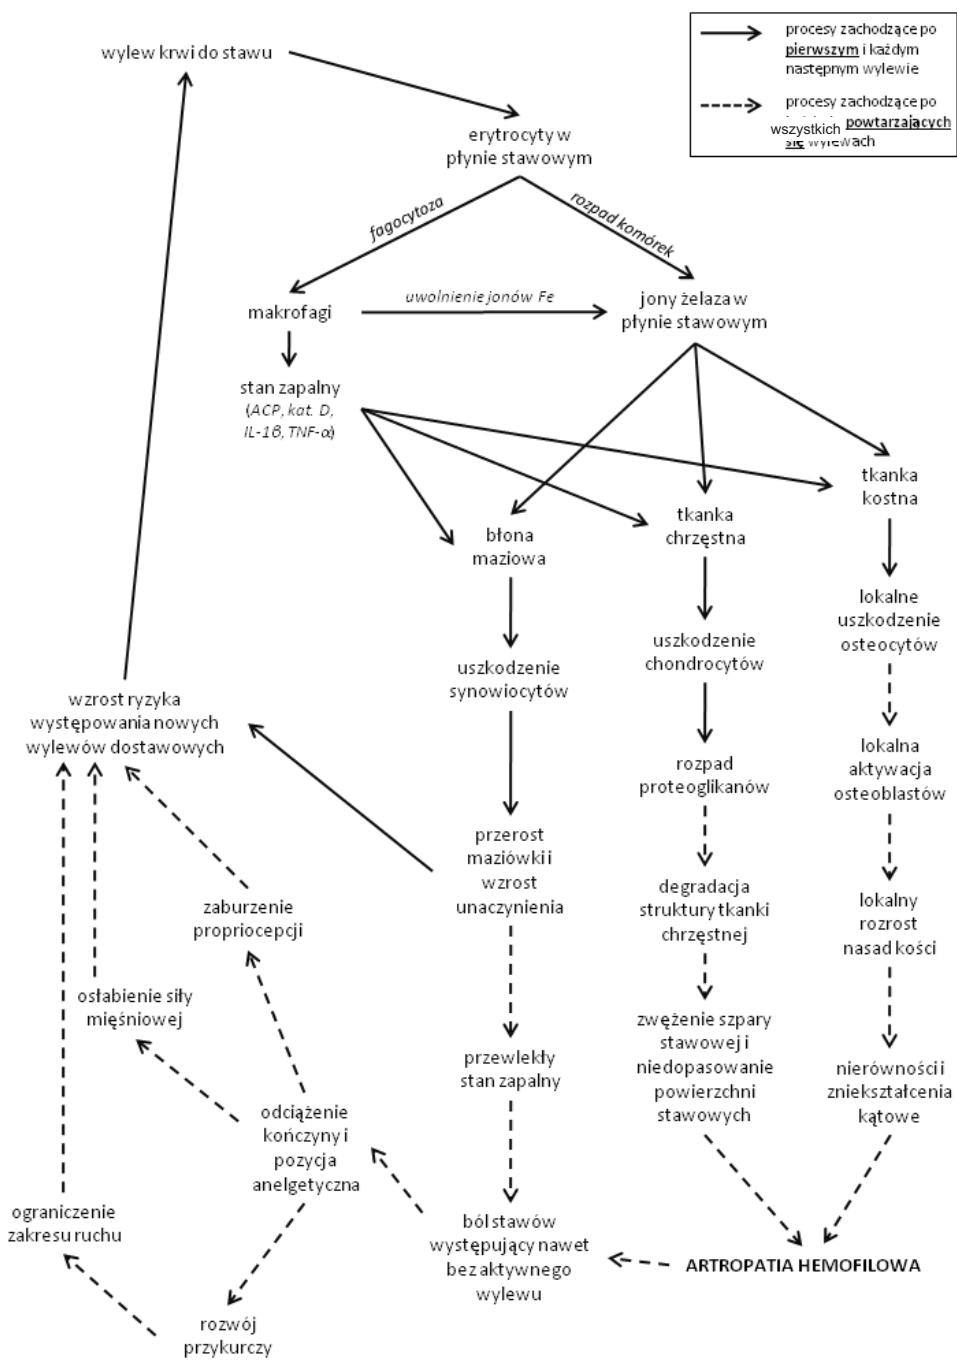 procesy zachodzące po
pierwszym i każdym
następnym wylewie
procesy zachodzące po
wszystkich powtarzających
się wylewach
wylew krwi do stawu
erytrocyty w
płynie stawowym
fagocytoza
rozpad komórek
makrofagi
uwolnienie jonów Fe
jony żelaza w
płynie stawowym
stan zapalny
(ACP, kat. D,
IL-1β, TNF-α)
błona
maziowa
tkanka
chrzęstna
tkanka
kostna
uszkodzenie
synowiocytów
uszkodzenie
chondrocytów
lokalne
uszkodzenie
osteocytów
wzrost ryzyka
występowania nowych
wylewów dostawowych
rozpad
proteoglikanów
lokalna
aktywacja
osteoblastów
przerost
maziówki i
wzrost
unaczynienia
degradacja
struktury tkanki
chrzęstnej
lokalny
rozrost
nasad kości
zaburzenie
propriocepcji
osłabienie siły
mięśniowej
przewlekły
stan zapalny
zwężenie szpary
stawowej i
niedopasowanie
powierzchni
stawowych
nierówności i
zniekształcenia
kątowe
odciążenie
kończyny i
pozycja
anelgetyczna
ograniczenie
zakresu ruchu
ból stawów
występujący nawet
bez aktywnego
wylewu
ARTROPATIA HEMOFILOWA
rozwój
przykurczy